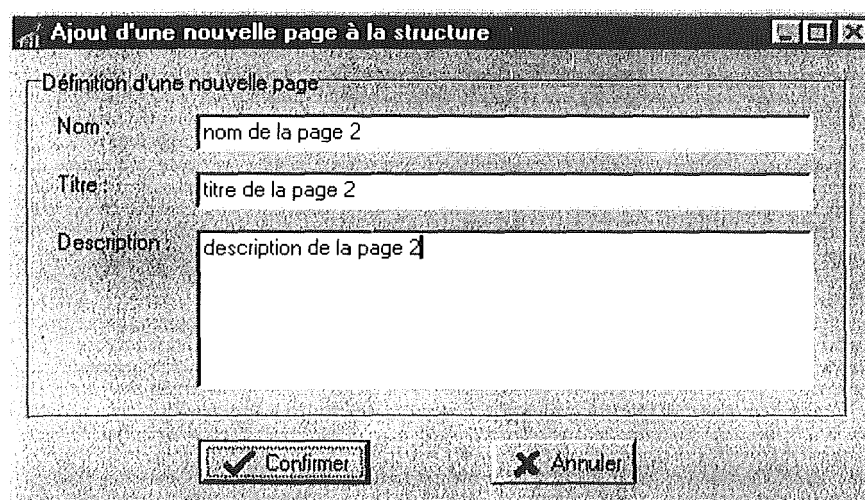 Ajout d'une nouvelle page à la structure
Définition d'une nouvelle page
Nom : nom de la page 2
Titre : titre de la page 2
Description : description de la page 2
Confirmer Annuler